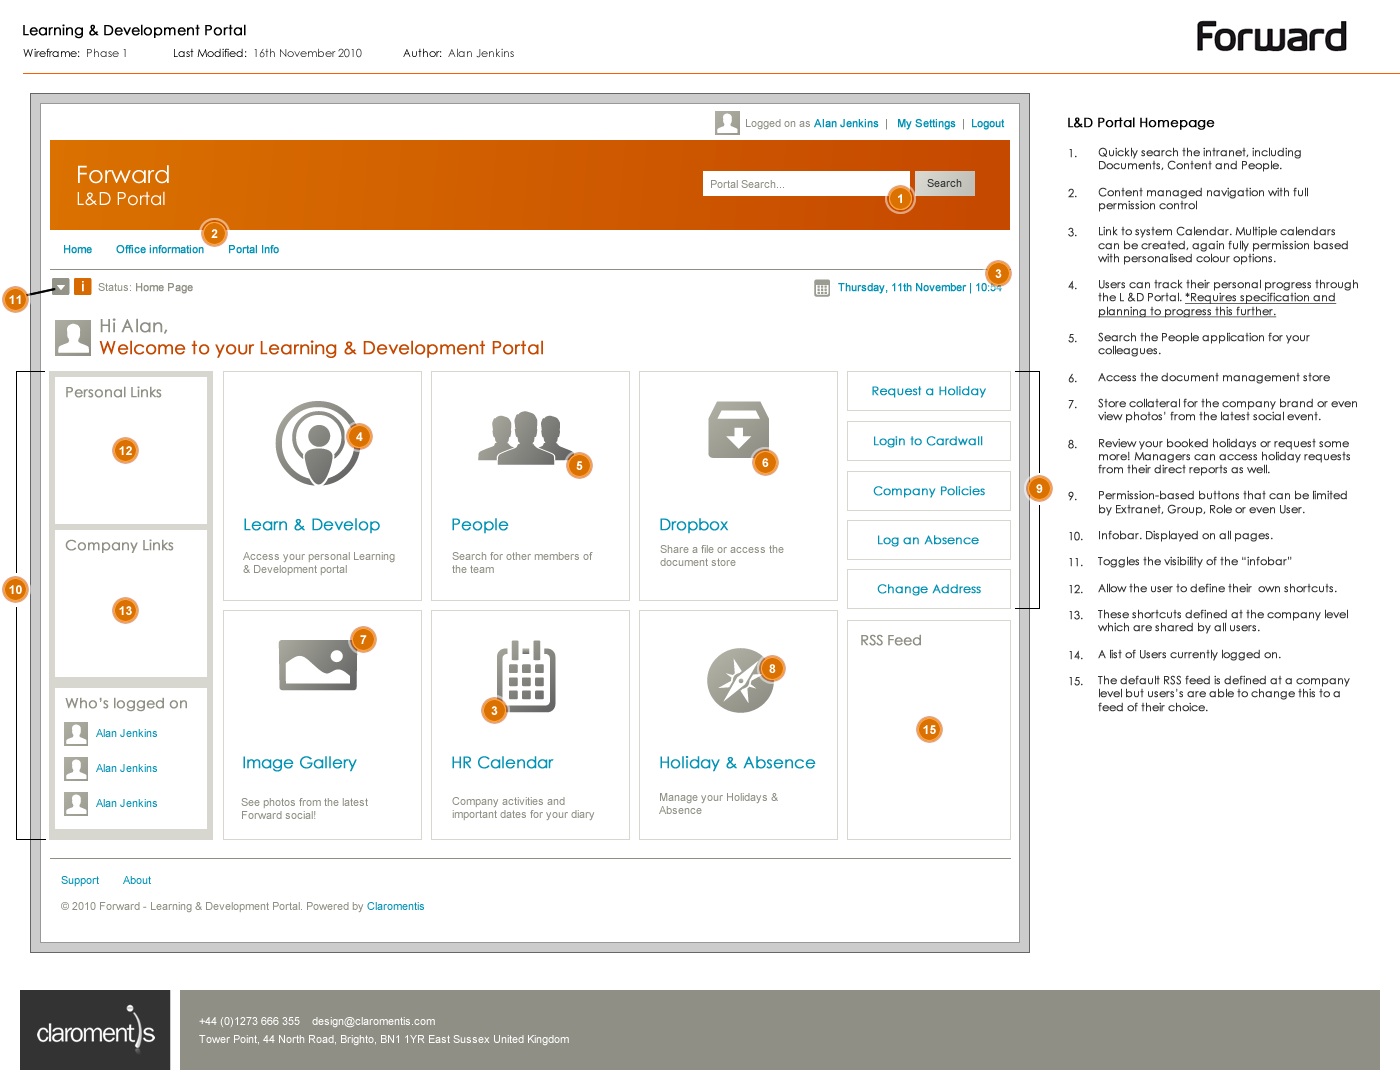 Learning & Development Portal
Wireframe: Phase 1 Last Modified: 16th November 2010 Author: Alan Jenkins
Forward
Logged on as Alan Jenkins | My Settings | Logout
Forward
L&D Portal
Portal Search...
Search
1
2
Home Office information Portal Info
3
11
i
Status: Home Page
Thursday, 11th November | 10:54
Hi Alan,
Welcome to your Learning & Development Portal
Personal Links
12
Company Links
13
10
Who's logged on
Alan Jenkins
Alan Jenkins
Alan Jenkins
4
Learn & Develop
Access your personal Learning
& Development portal
5
People
Search for other members of
the team
6
Dropbox
Share a file or access the
document store
7
Image Gallery
See photos from the latest
Forward social!
3
HR Calendar
Company activities and
important dates for your diary
8
Holiday & Absence
Manage your Holidays &
Absence
Request a Holiday
Login to Cardwall
Company Policies
Log an Absence
Change Address
9
RSS Feed
15
Support About
© 2010 Forward - Learning & Development Portal. Powered by Claromentis
L&D Portal Homepage
1. Quickly search the intranet, including
Documents, Content and People.
2. Content managed navigation with full
permission control
3. Link to system Calendar. Multiple calendars
can be created, again fully permission based
with personalised colour options.
4. Users can track their personal progress through
the L &D Portal. *Requires specification and
planning to progress this further.
5. Search the People application for your
colleagues.
6. Access the document management store
7. Store collateral for the company brand or even
view photos' from the latest social event.
8. Review your booked holidays or request some
more! Managers can access holiday requests
from their direct reports as well.
9. Permission-based buttons that can be limited
by Extranet, Group, Role or even User.
10. Infobar. Displayed on all pages.
11. Toggles the visibility of the "infobar"
12. Allow the user to define their own shortcuts.
13. These shortcuts defined at the company level
which are shared by all users.
14. A list of Users currently logged on.
15. The default RSS feed is defined at a company
level but users's are able to change this to a
feed of their choice.
claromentis
+44 (0)1273 666 355 design@claromentis.com
Tower Point, 44 North Road, Brighto, BN1 1YR East Sussex United Kingdom